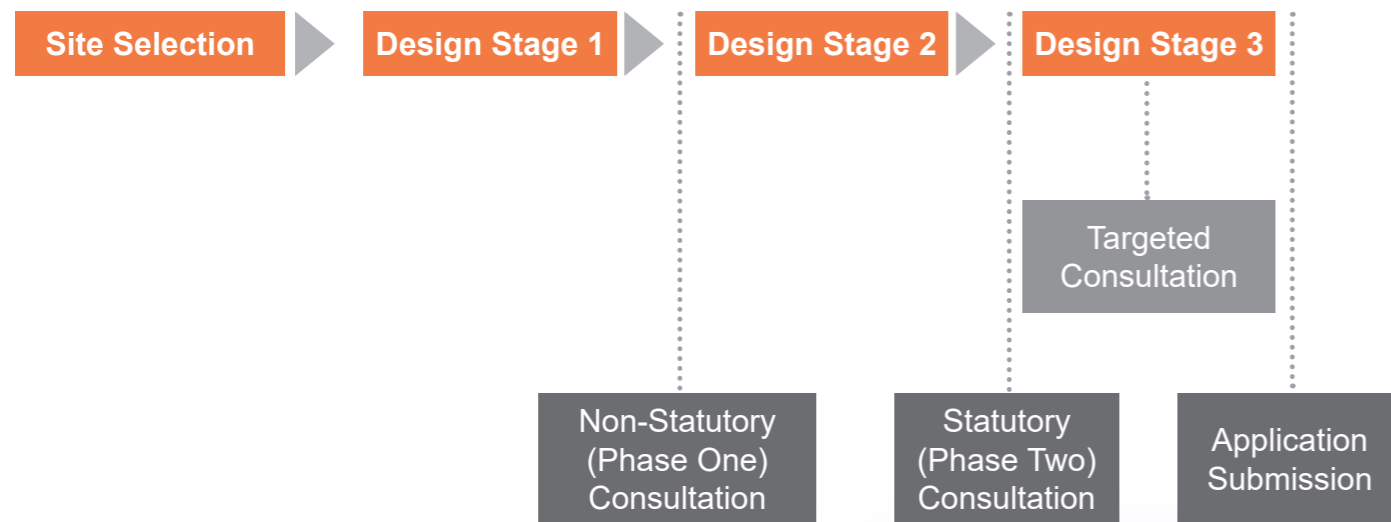 Site Selection
Design Stage 1
Design Stage 2
Design Stage 3
Targeted
Consultation
Non-Statutory
(Phase One)
Consultation
Statutory
(Phase Two)
Consultation
Application
Submission